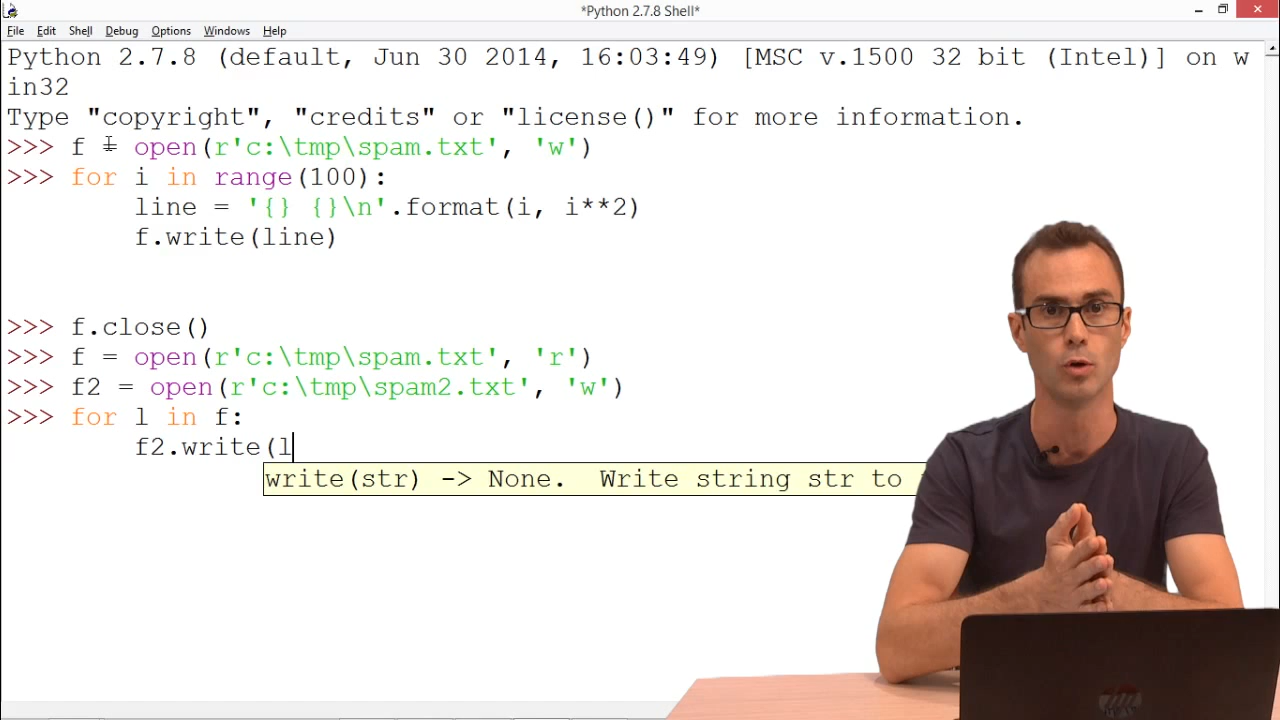 *Python 2.7.8 Shell*
File Edit Shell Debug Options Windows Help
Python 2.7.8 (default, Jun 30 2014, 16:03:49) [MSC v.1500 32 bit (Intel)] on w
in32
Type "copyright", "credits" or "license()" for more information.
>>> f = open(r'c:\tmp\spam.txt', 'w')
>>> for i in range(100):
line = '{} {}\n'.format(i, i**2)
f.write(line)
>>> f.close()
>>> f = open(r'c:\tmp\spam.txt', 'r')
>>> f2 = open(r'c:\tmp\spam2.txt', 'w')
>>> for l in f:
f2.write(l
write(str) -> None. Write string str to